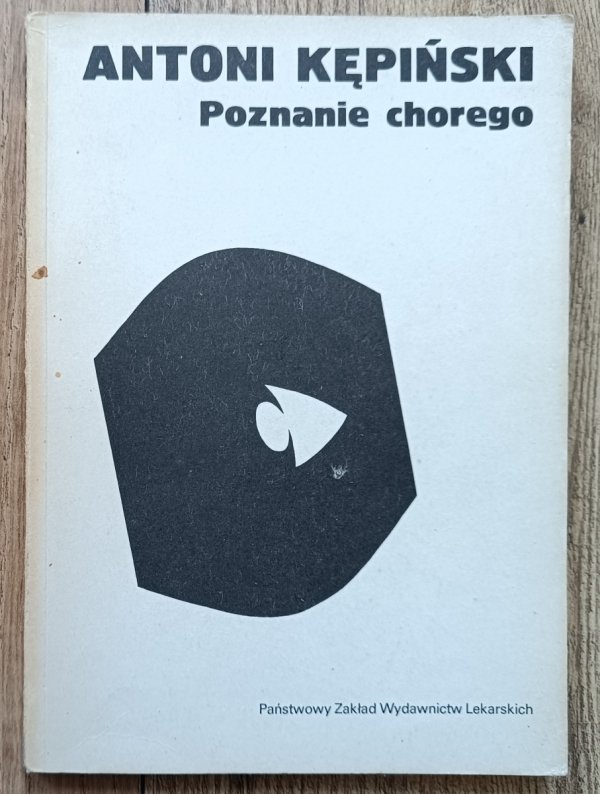 ANTONI KĘPIŃSKI
Poznanie chorego
Państwowy Zakład Wydawnictw Lekarskich